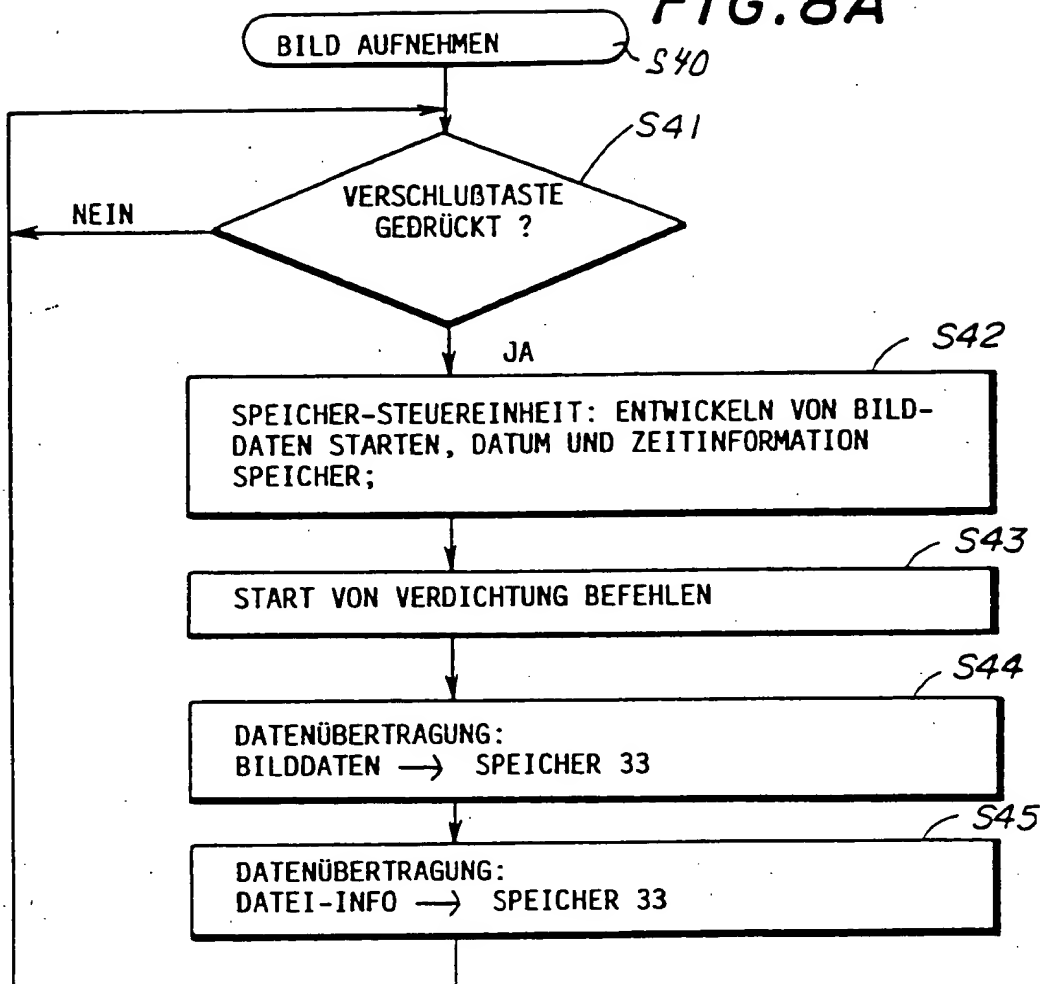 FIG.8A
BILD AUFNEHMEN
S40
S41
VERSCHLUßTASTE
GEDRÜCKT ?
NEIN
JA
S42
SPEICHER-STEUEREINHEIT: ENTWICKELN VON BILD-
DATEN STARTEN, DATUM UND ZEITINFORMATION
SPEICHER;
S43
START VON VERDICHTUNG BEFEHLEN
S44
DATENÜBERTRAGUNG:
BILDDATEN → SPEICHER 33
S45
DATENÜBERTRAGUNG:
DATEI-INFO → SPEICHER 33